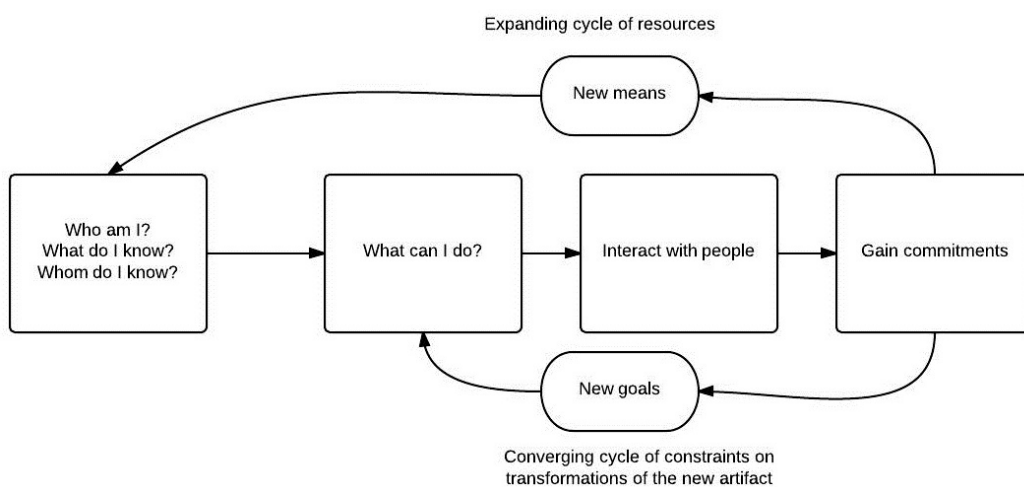 Expanding cycle of resources
New means
Who am I?
What do I know?
Whom do I know?
What can I do?
Interact with people
Gain commitments
New goals
Converging cycle of constraints on
transformations of the new artifact